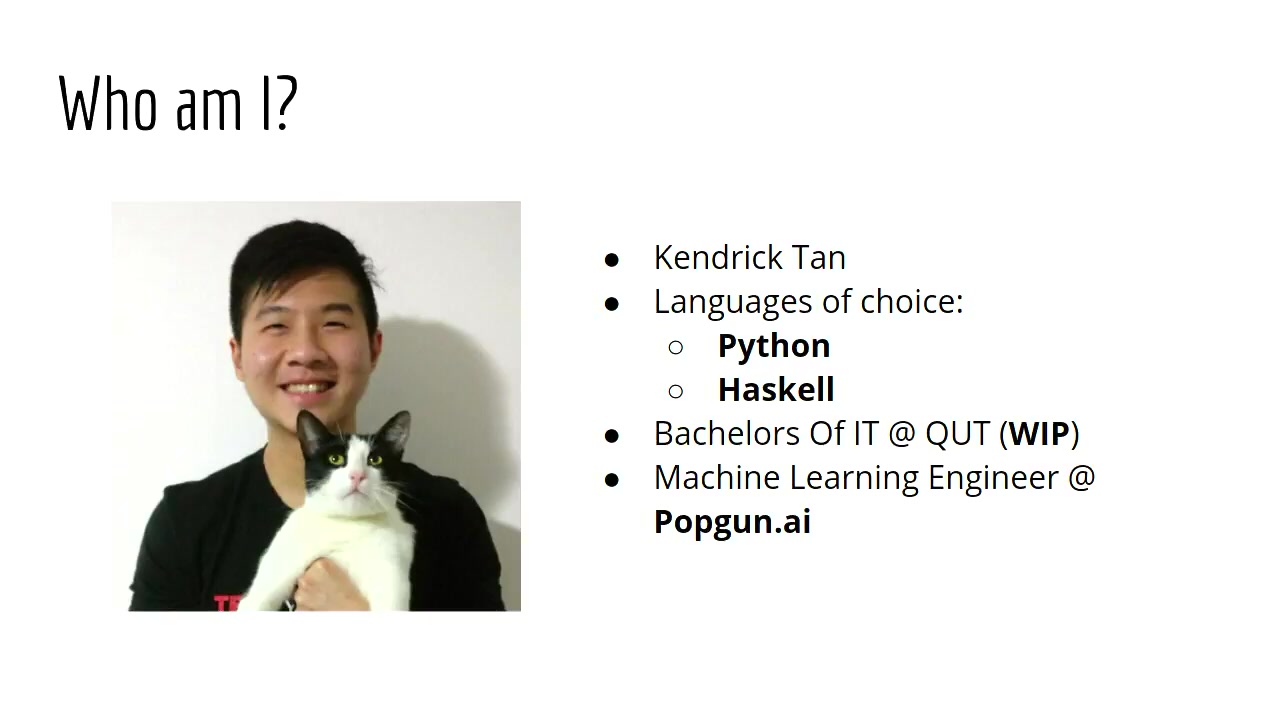 Who am I?
● Kendrick Tan
● Languages of choice:
○ Python
○ Haskell
● Bachelors Of IT @ QUT (WIP)
● Machine Learning Engineer @
Popgun.ai